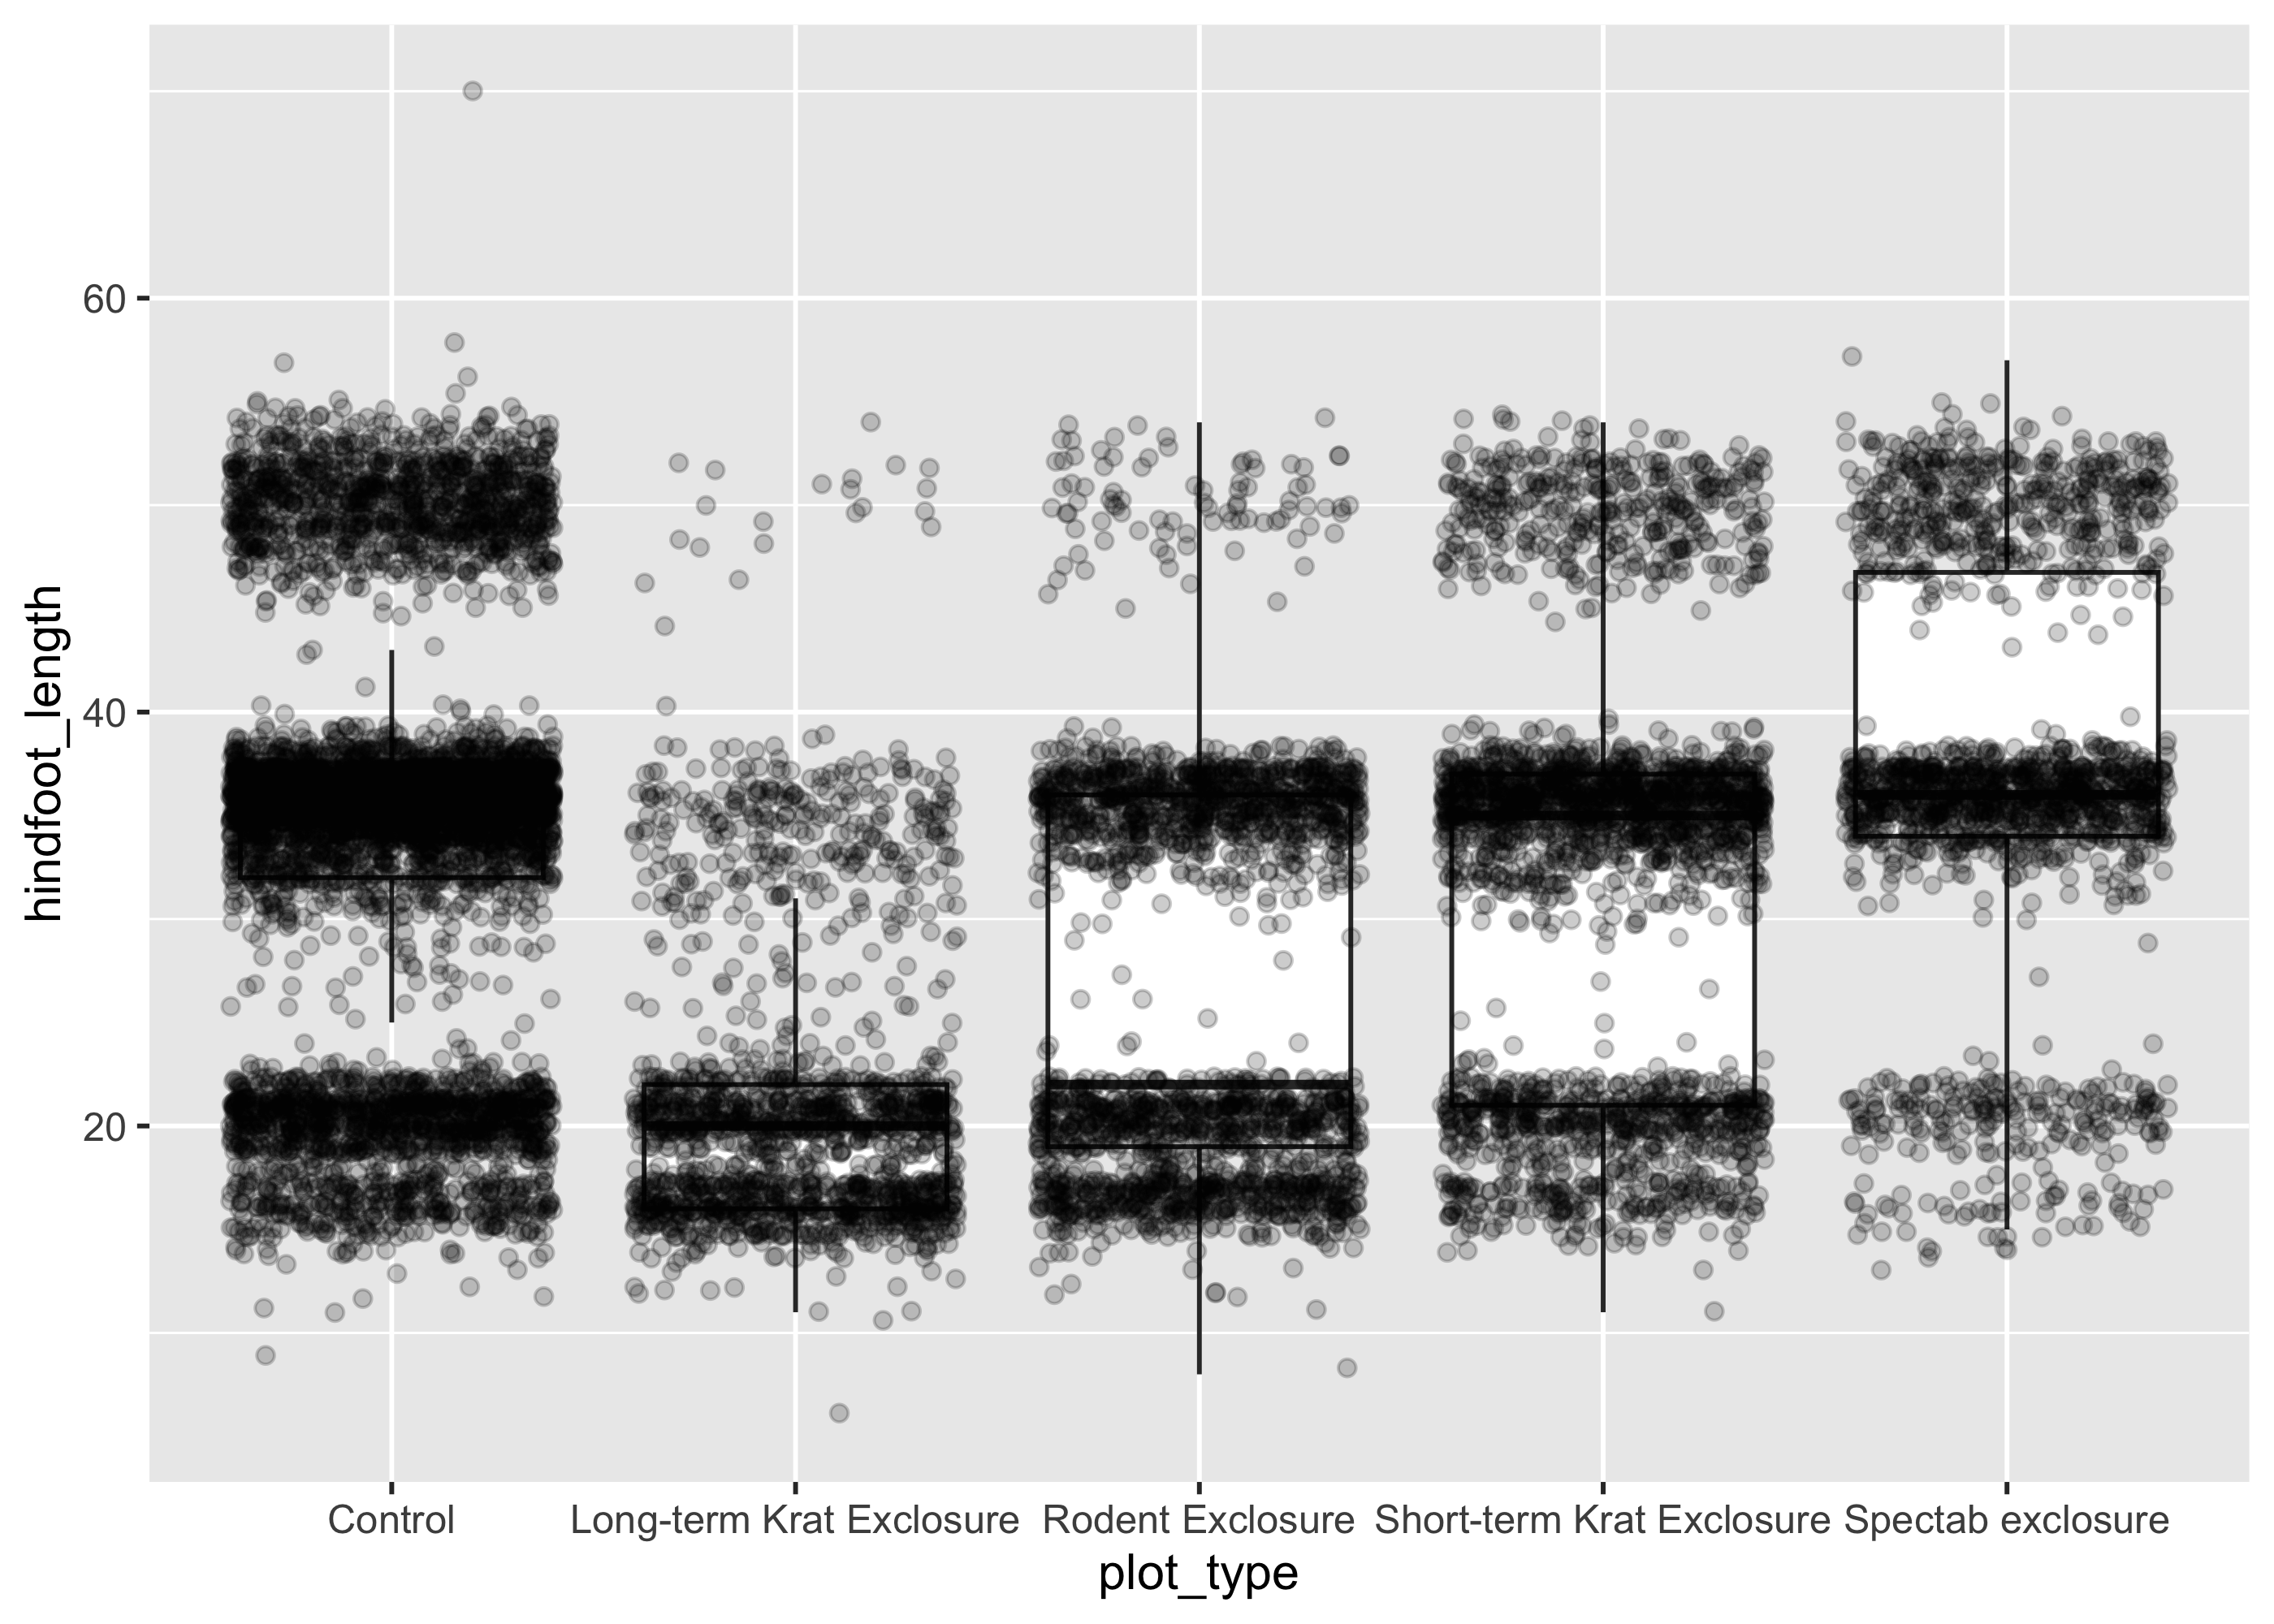 hindfoot_length
60
40
20
Control Long-term Krat Exclosure Rodent Exclosure Short-term Krat Exclosure Spectab exclosure
plot_type